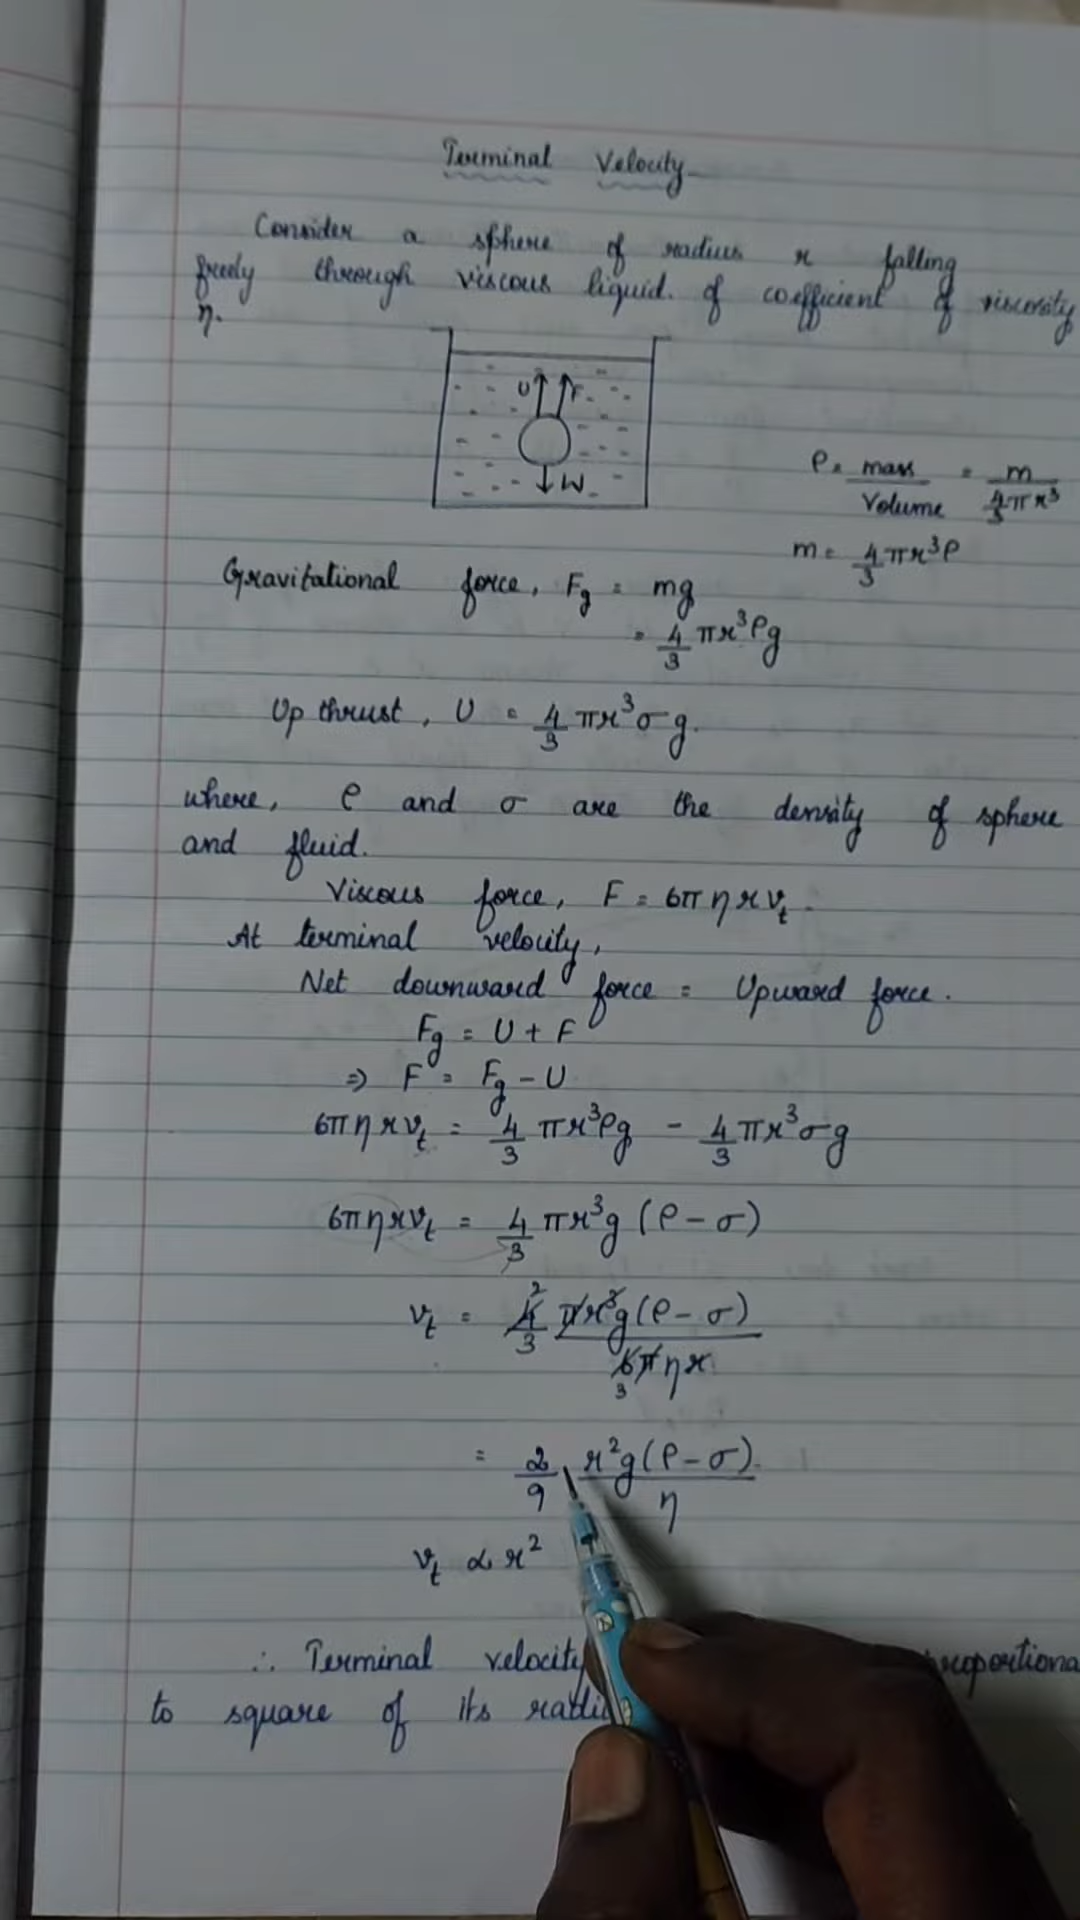 Terminal Velocity
Consider a sphere of radius r falling
freely through viscous liquid. of coefficient of viscosity
η.
U F
W
ρ = mass / Volume = m / 4/3 πr³
m = 4/3 πr³ρ
Gravitational force, Fg = mg
= 4/3 πr³ρg
Up thrust, U = 4/3 πr³σg.
where, ρ and σ are the density of sphere
and fluid.
Viscous force, F = 6πηrvt.
At terminal velocity,
Net downward force = Upward force.
Fg = U + F
⇒ F = Fg - U
6πηrvt = 4/3 πr³ρg - 4/3 πr³σg
6πηrvt = 4/3 πr³g (ρ - σ)
vt = 4/3 πr³g(ρ - σ) / 6πηr
2 2 3
= 2/9 r²g(ρ - σ) / η
vt ∝ r²
∴ Terminal velocity
to square of its